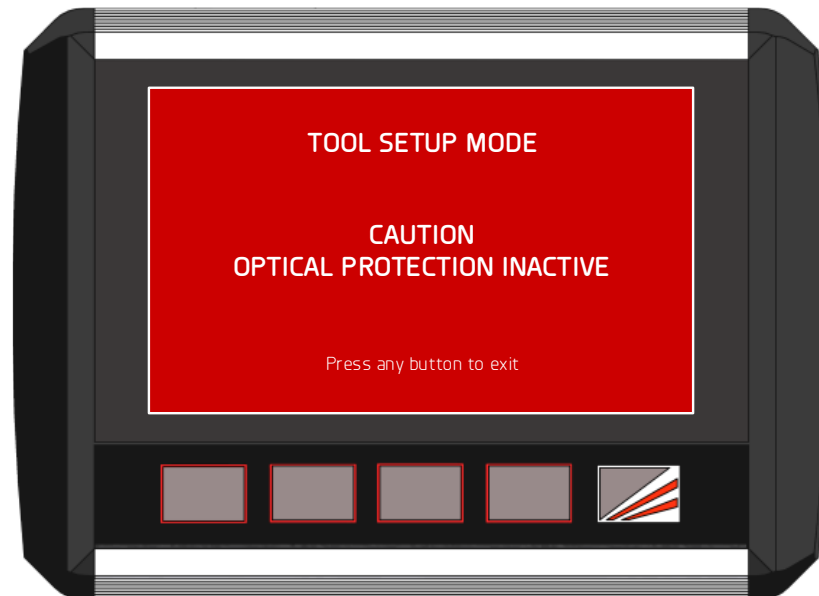 TOOL SETUP MODE
CAUTION
OPTICAL PROTECTION INACTIVE
Press any button to exit